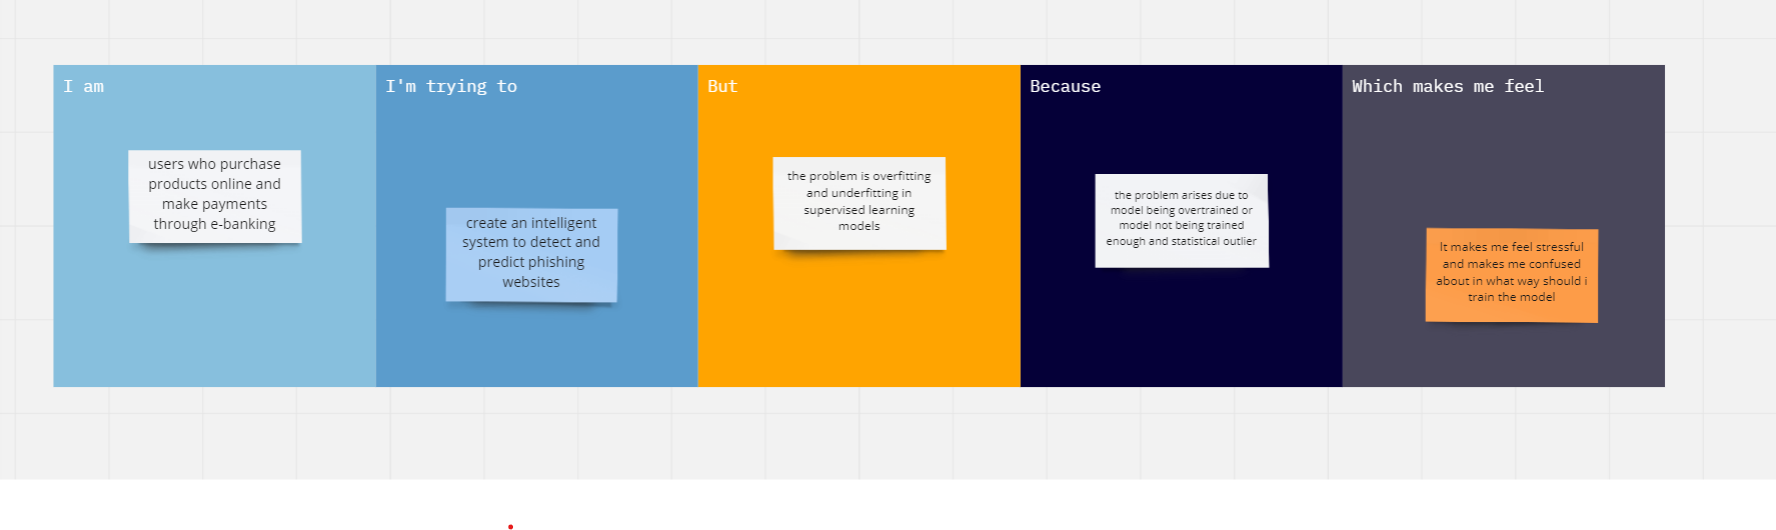 I am
users who purchase
products online and
make payments
through e-banking
I'm trying to
create an intelligent
system to detect and
predict phishing
websites
But
the problem is overfitting
and underfitting in
supervised learning
models
Because
the problem arises due to
model being overtrained or
model not being trained
enough and statistical outlier
Which makes me feel
It makes me feel stressful
and makes me confused
about in what way should i
train the model